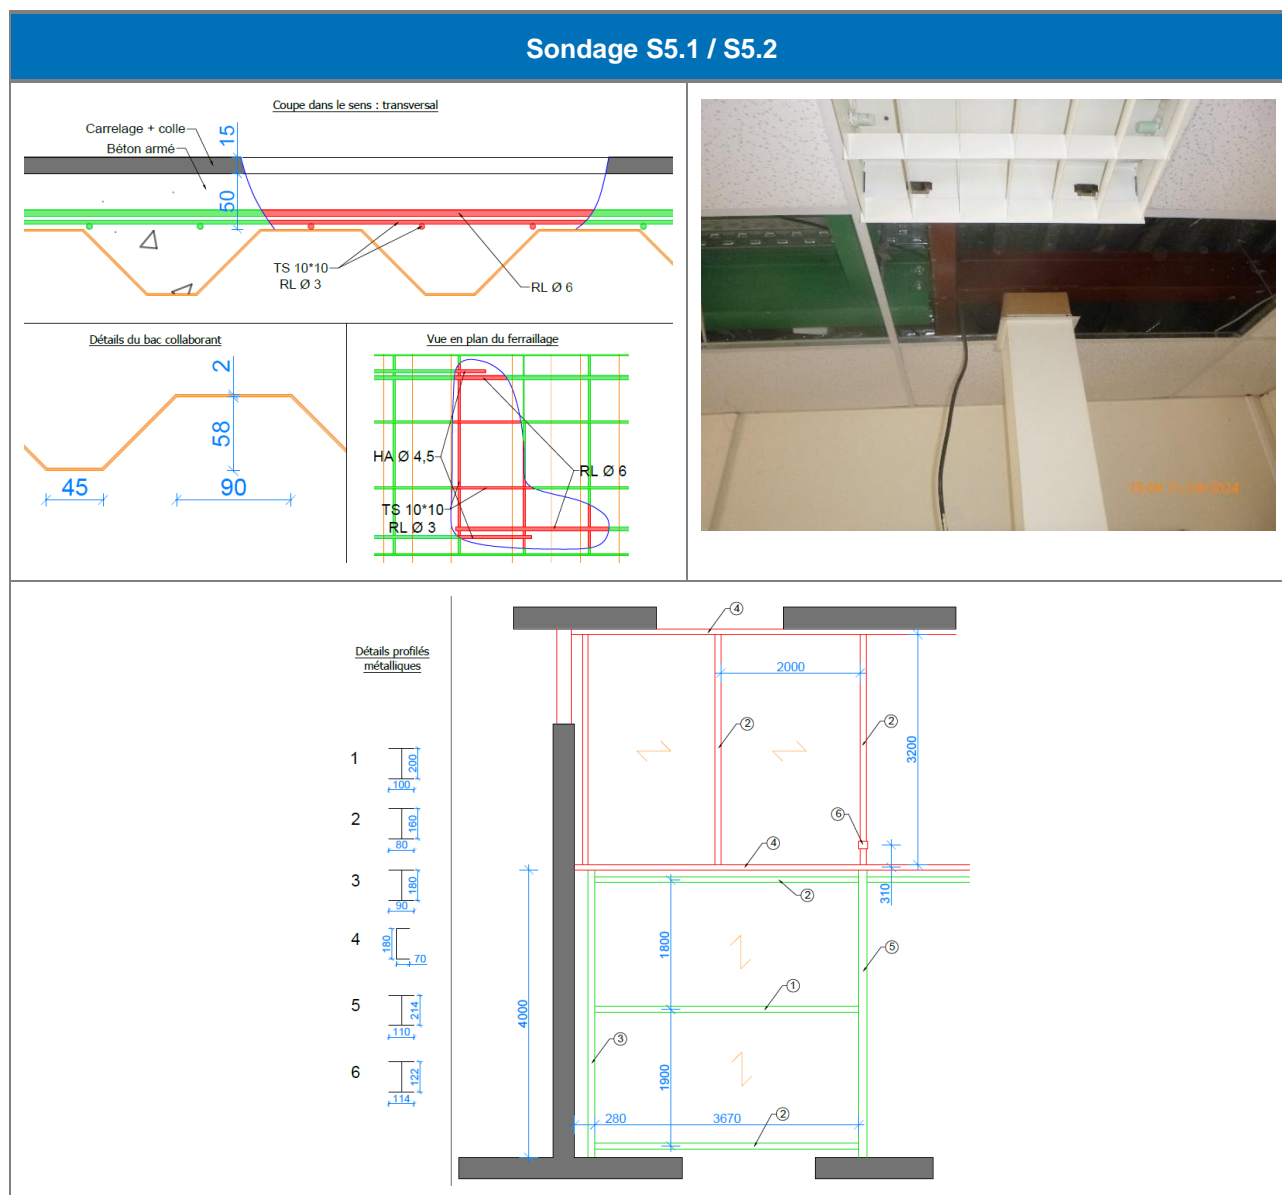 Sondage S5.1 / S5.2
Coupe dans le sens : transversal
Carrelage + colle
Béton armé
15
50
TS 10*10
RL Ø 3
RL Ø 6
Détails du bac collaborant
2
58
45
90
Vue en plan du ferraillage
HA Ø 4,5
RL Ø 6
TS 10*10
RL Ø 3
Détails profilés
métalliques
1
200
100
2
160
80
3
180
90
4
180
70
5
214
110
6
122
114
4
2000
2
2
3200
6
4
310
2
1800
5
1
4000
3
1900
280
3670
2